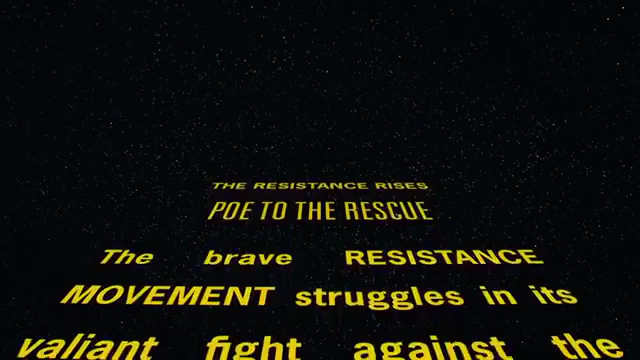 THE RESISTANCE RISES
POE TO THE RESCUE
The brave RESISTANCE
MOVEMENT struggles in its
valiant fight against the